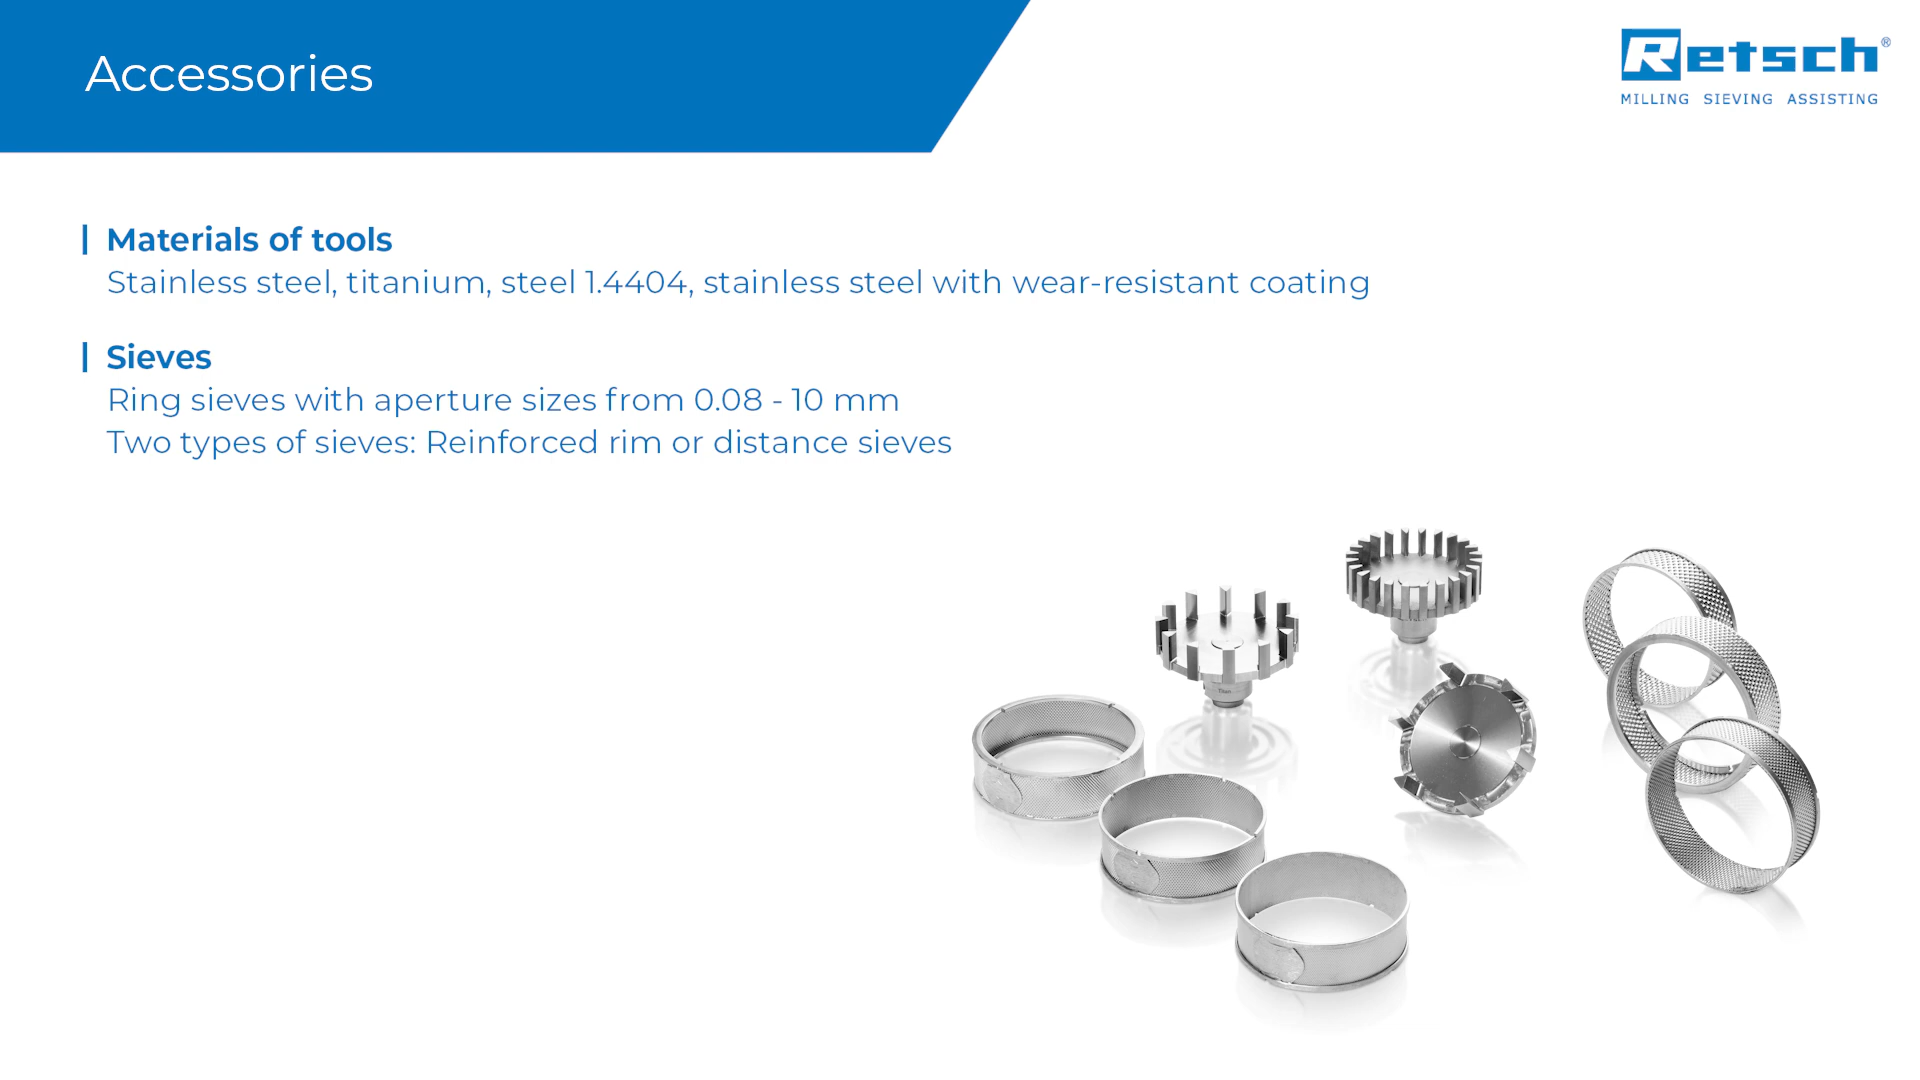 Accessories
Retsch®
MILLING SIEVING ASSISTING
Materials of tools
Stainless steel, titanium, steel 1.4404, stainless steel with wear-resistant coating
Sieves
Ring sieves with aperture sizes from 0.08 - 10 mm
Two types of sieves: Reinforced rim or distance sieves